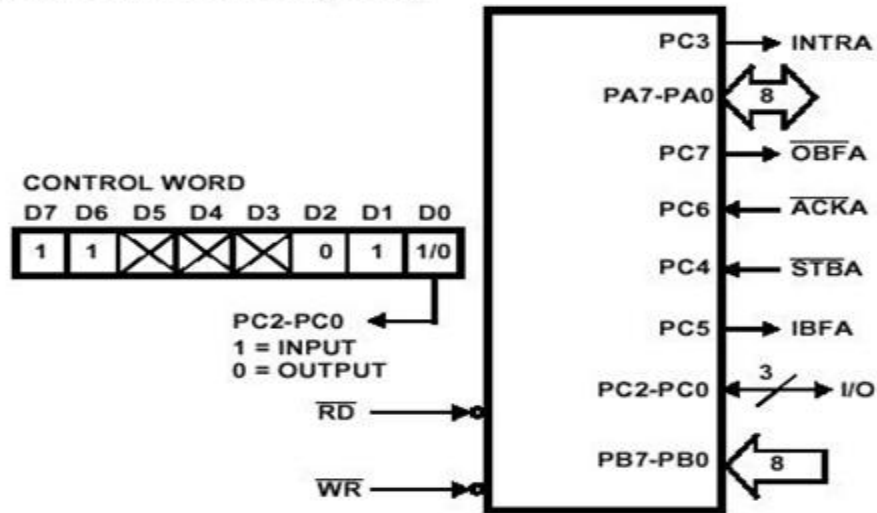 PC3
INTRA
PA7-PA0
8
PC7
OBFA
CONTROL WORD
D7 D6 D5 D4 D3 D2 D1 D0
1 1 0 1 1/0
PC6
ACKA
PC4
STBA
PC2-PC0
1 = INPUT
0 = OUTPUT
PC5
IBFA
PC2-PC0
3
I/O
RD
PB7-PB0
8
WR